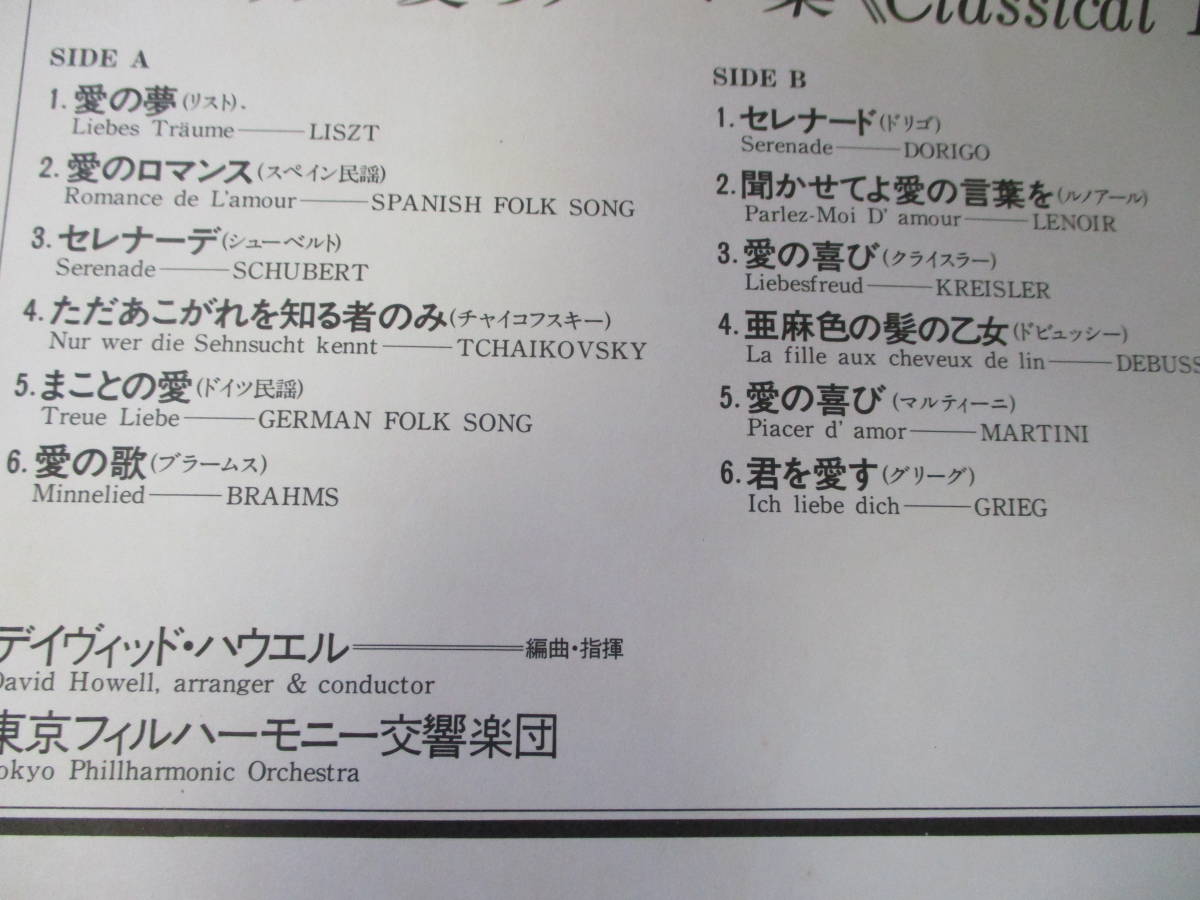 集《Classical
SIDE A
1. 愛の夢(リスト).
Liebes Träume——LISZT
2. 愛のロマンス(スペイン民謡)
Romance de L'amour——SPANISH FOLK SONG
3. セレナーデ(シューベルト)
Serenade——SCHUBERT
4. ただあこがれを知る者のみ(チャイコフスキー)
Nur wer die Sehnsucht kennt——TCHAIKOVSKY
5. まことの愛(ドイツ民謡)
Treue Liebe——GERMAN FOLK SONG
6. 愛の歌(ブラームス)
Minnelied——BRAHMS
SIDE B
1. セレナード(ドリゴ)
Serenade——DORIGO
2. 聞かせてよ愛の言葉を(ルノアール)
Parlez-Moi D' amour——LENOIR
3. 愛の喜び(クライスラー)
Liebesfreud——KREISLER
4. 亜麻色の髪の乙女(ドビュッシー)
La fille aux cheveux de lin——DEBUSS
5. 愛の喜び(マルティーニ)
Piacer d' amor——MARTINI
6. 君を愛す(グリーグ)
Ich liebe dich——GRIEG
デイヴィッド・ハウエル——編曲・指揮
David Howell, arranger & conductor
東京フィルハーモニー交響楽団
okyo Phillharmonic Orchestra